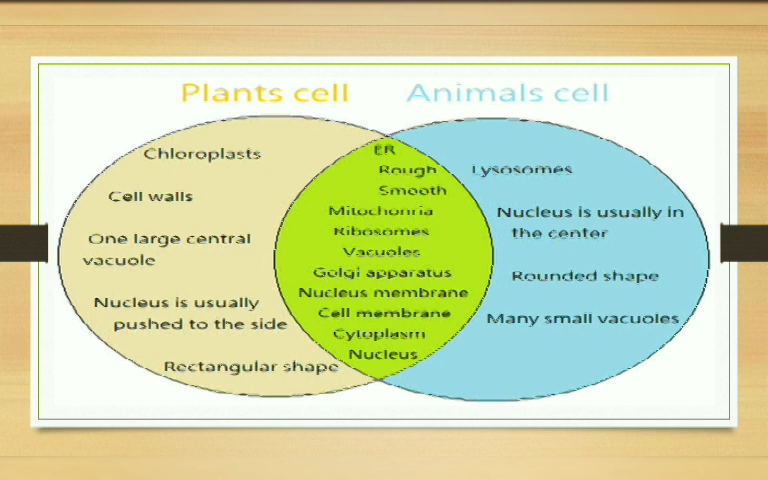 Plants cell
Animals cell
Chloroplasts
Cell walls
One large central
vacuole
Nucleus is usually
pushed to the side
Rectangular shape
ER
Rough
Smooth
Mitochonria
Ribosomes
Vacuoles
Golgi apparatus
Nucleus membrane
Cell membrane
Cytoplasm
Nucleus
Lysosomes
Nucleus is usually in
the center
Rounded shape
Many small vacuoles